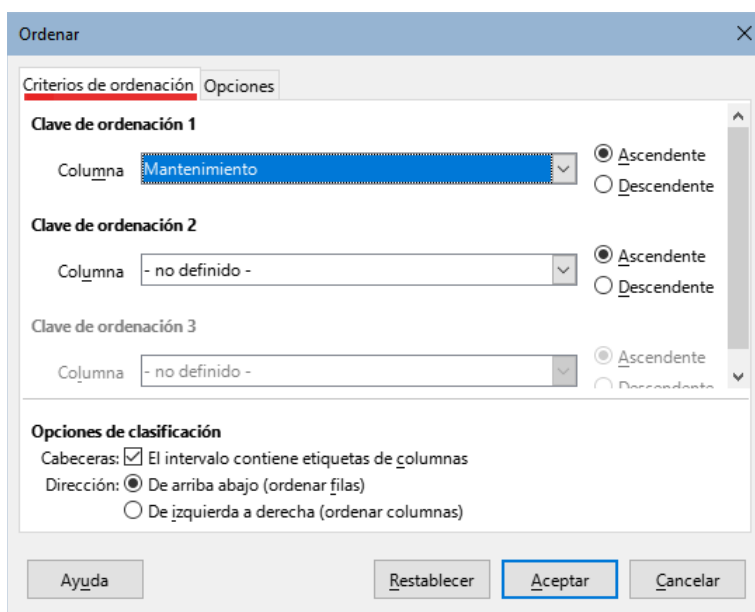 Ordenar
Criterios de ordenación Opciones
Clave de ordenación 1
Columna Mantenimiento Ascendente
Descendente
Clave de ordenación 2
Columna - no definido - Ascendente
Descendente
Clave de ordenación 3
Columna - no definido - Ascendente
Descendente
Opciones de clasificación
Cabeceras: El intervalo contiene etiquetas de columnas
Dirección: De arriba abajo (ordenar filas)
De izquierda a derecha (ordenar columnas)
Ayuda Restablecer Aceptar Cancelar